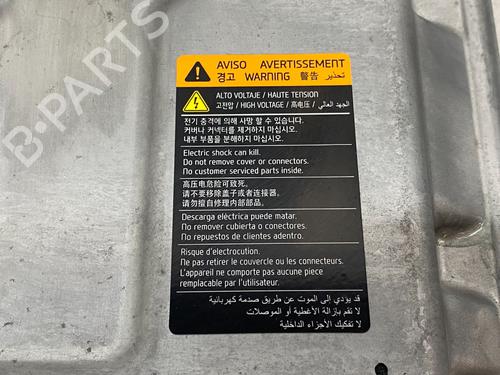 AVISO AVERTISSEMENT
경고 WARNING 警告 تحذير
ALTO VOLTAJE / HAUTE TENSION
고전압 / HIGH VOLTAGE / 高电压 / الجهد العالي
전기 충격에 의해 사망 할 수 있습니다.
커버나 커넥터를 제거하지 마십시오.
내부 부품을 분해하지 마십시오.
Electric shock can kill.
Do not remove cover or connectors.
No customer serviced parts inside.
高压电危险可致死。
请不要移除盖子或者连接器。
请勿擅自修理内部部品。
Descarga eléctrica puede matar.
No remover cubierta o conectores.
No repuestos de clientes adentro.
Risque d'electrocution.
Ne pas retirer le couvercle ou les connecteurs.
L'appareil ne comporte pas aucune piece
remplacable par l'utilisateur.
قد يؤدي إلى الموت عن طريق صدمة كهربائية
لا تقم بإزالة الأغطية أو الموصلات
لا تفكيك الأجزاء الداخلية
B-PARTS